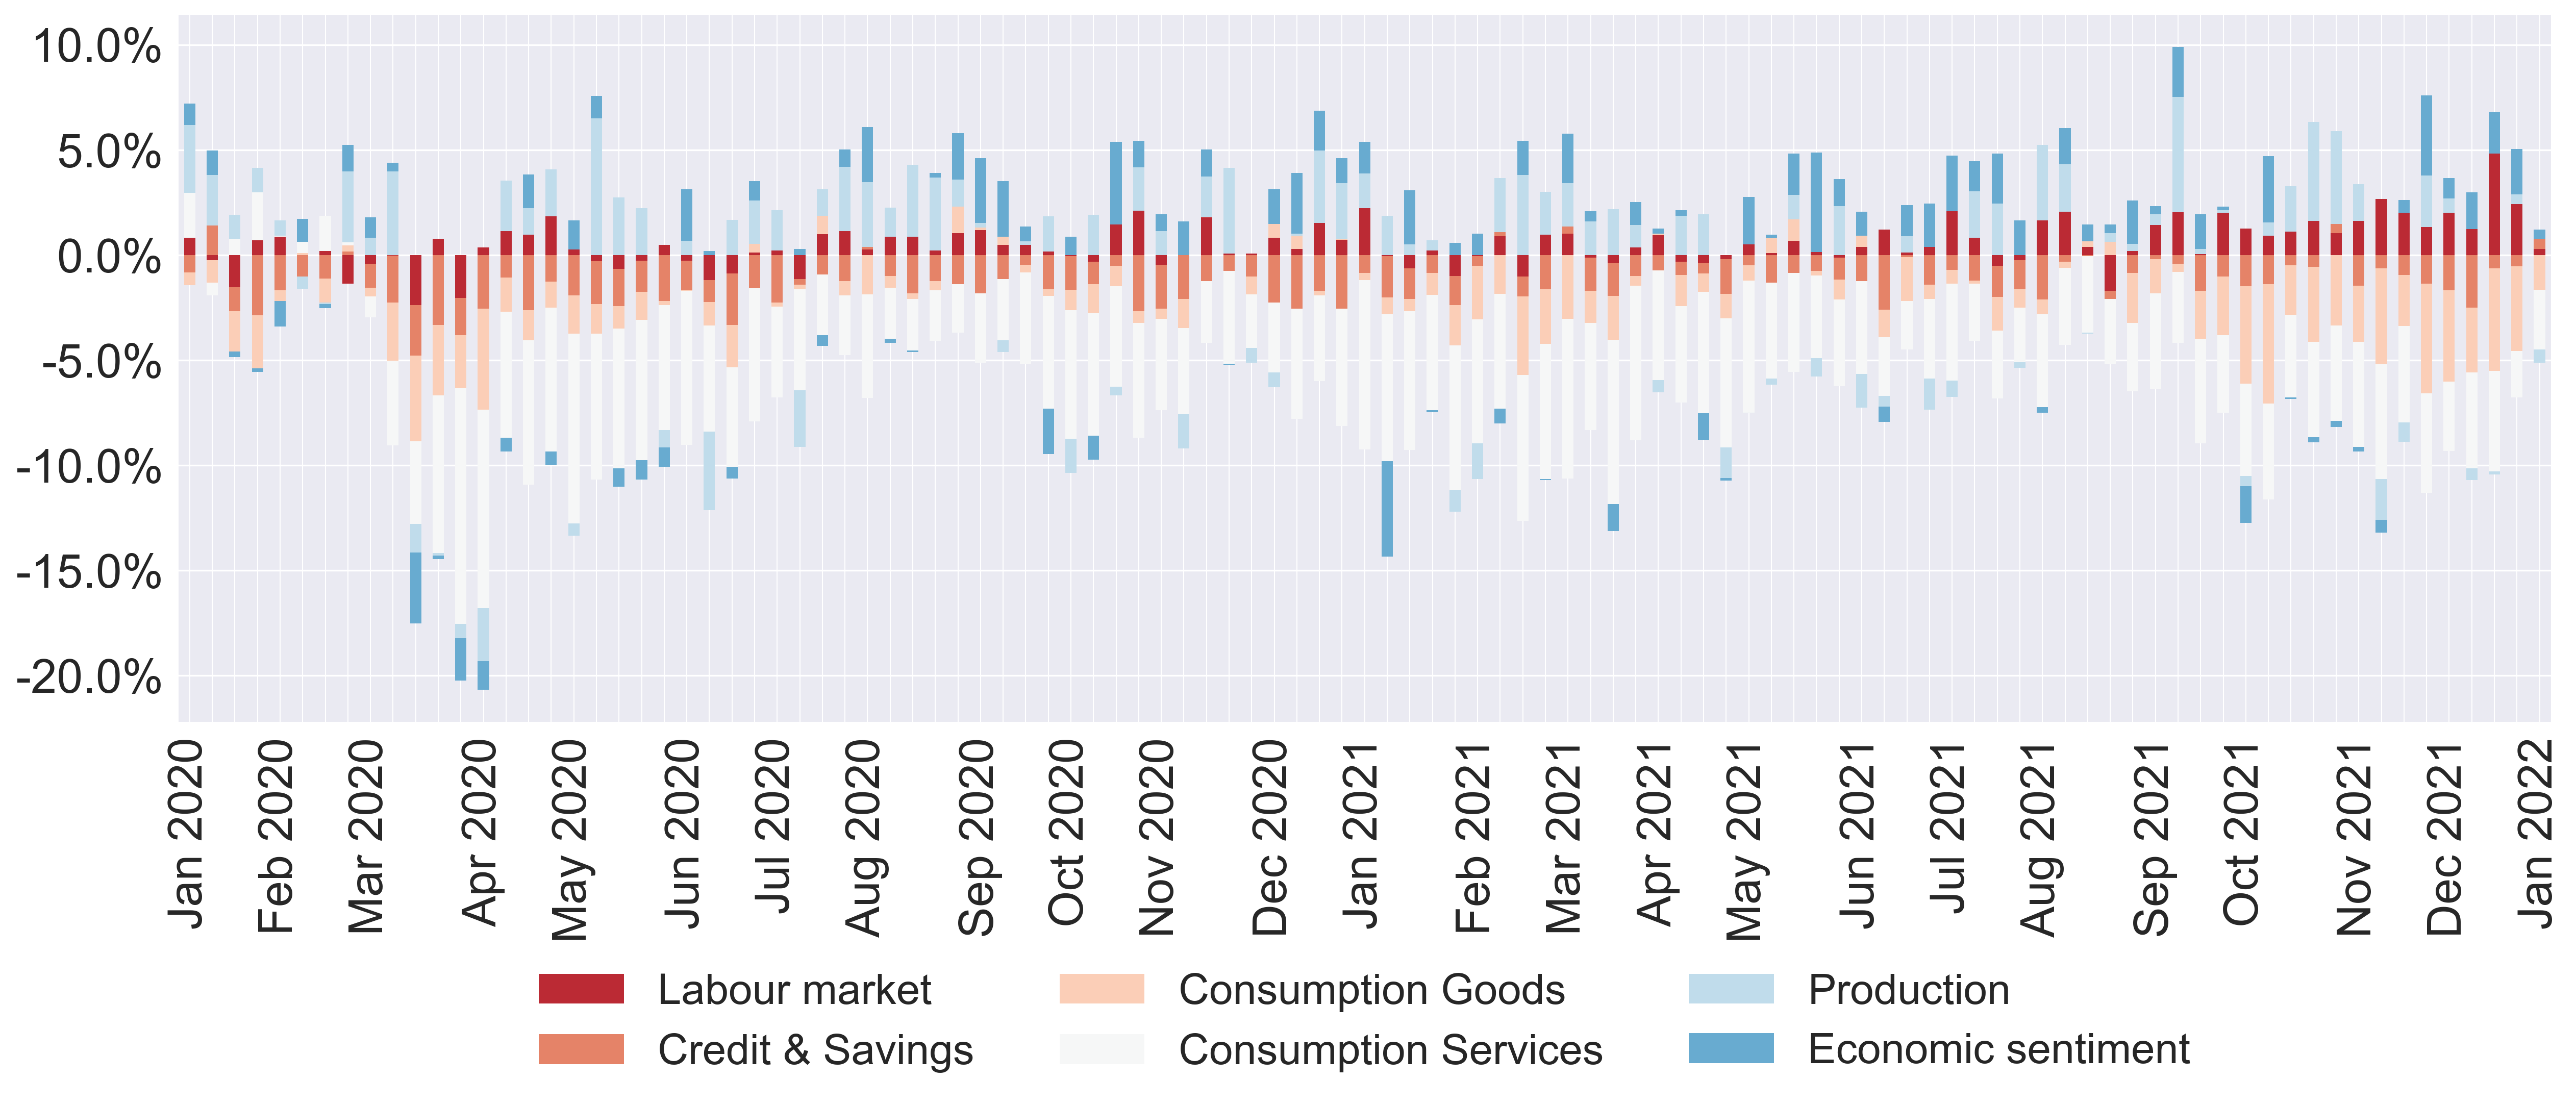 10.0%
5.0%
0.0%
-5.0%
-10.0%
-15.0%
-20.0%
Jan 2020
Feb 2020
Mar 2020
Apr 2020
May 2020
Jun 2020
Jul 2020
Aug 2020
Sep 2020
Oct 2020
Nov 2020
Dec 2020
Jan 2021
Feb 2021
Mar 2021
Apr 2021
May 2021
Jun 2021
Jul 2021
Aug 2021
Sep 2021
Oct 2021
Nov 2021
Dec 2021
Jan 2022
Labour market
Credit & Savings
Consumption Goods
Consumption Services
Production
Economic sentiment